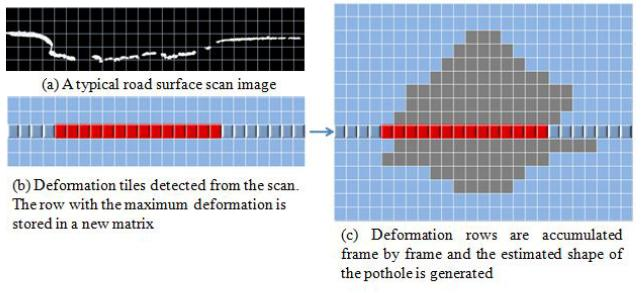 (a) A typical road surface scan image
(b) Deformation tiles detected from the scan.
The row with the maximum deformation is
stored in a new matrix
(c) Deformation rows are accumulated
frame by frame and the estimated shape of
the pothole is generated